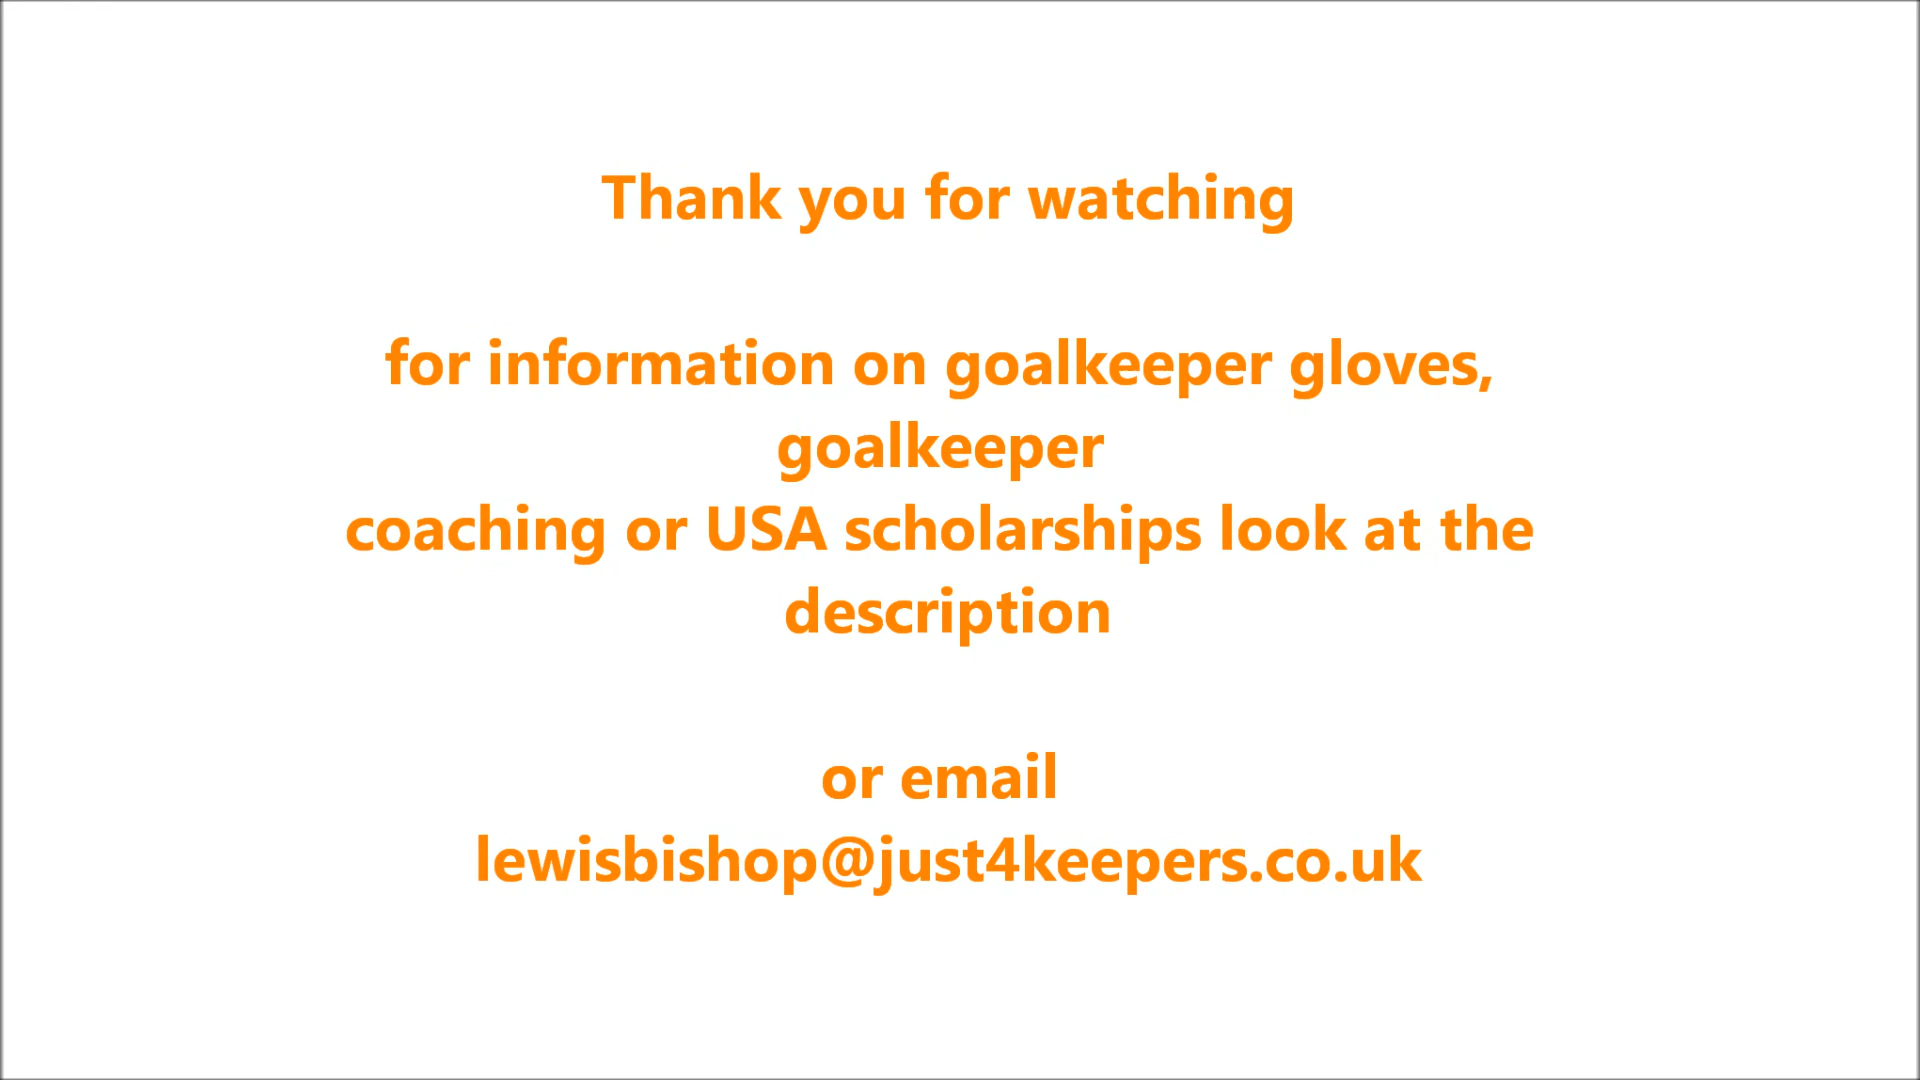 Thank you for watching
for information on goalkeeper gloves,
goalkeeper
coaching or USA scholarships look at the
description
or email
lewisbishop@just4keepers.co.uk